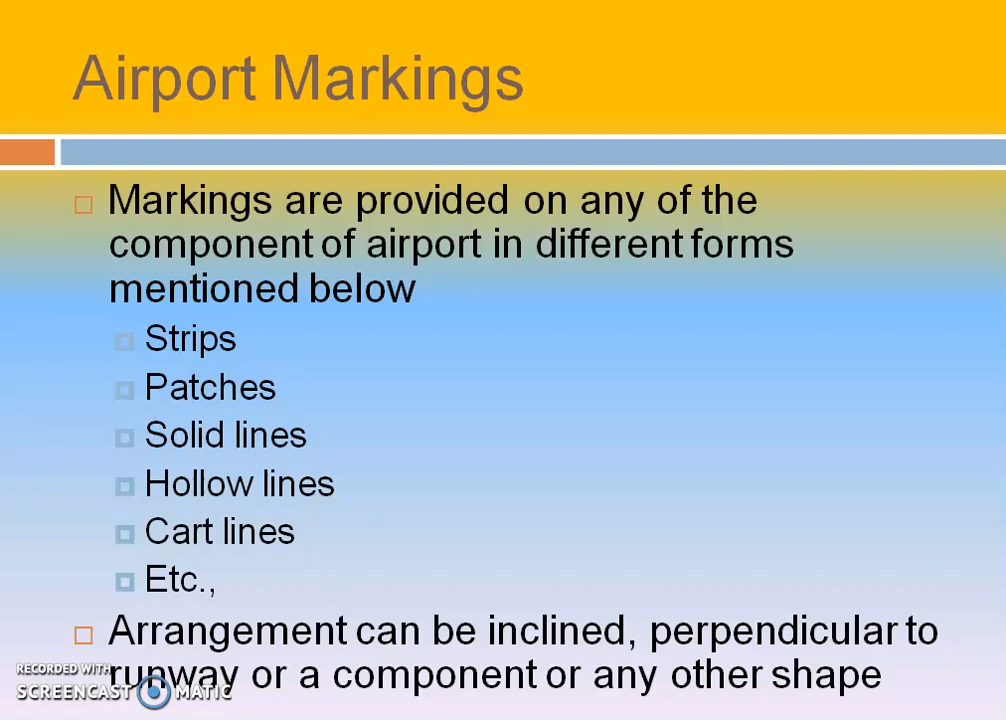 Airport Markings
Markings are provided on any of the
component of airport in different forms
mentioned below
Strips
Patches
Solid lines
Hollow lines
Cart lines
Etc.,
Arrangement can be inclined, perpendicular to
runway or a component or any other shape
RECORDED WITH
SCREENCAST MATIC